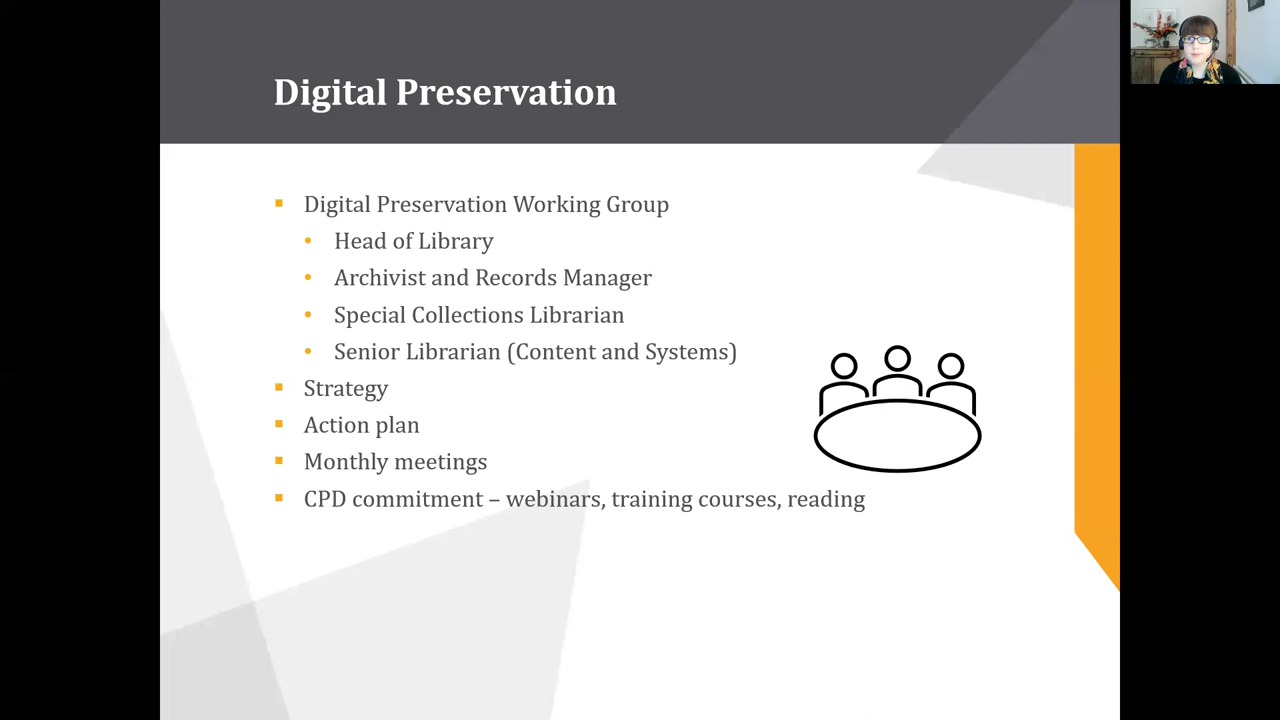 Digital Preservation
▪ Digital Preservation Working Group
• Head of Library
• Archivist and Records Manager
• Special Collections Librarian
• Senior Librarian (Content and Systems)
▪ Strategy
▪ Action plan
▪ Monthly meetings
▪ CPD commitment – webinars, training courses, reading